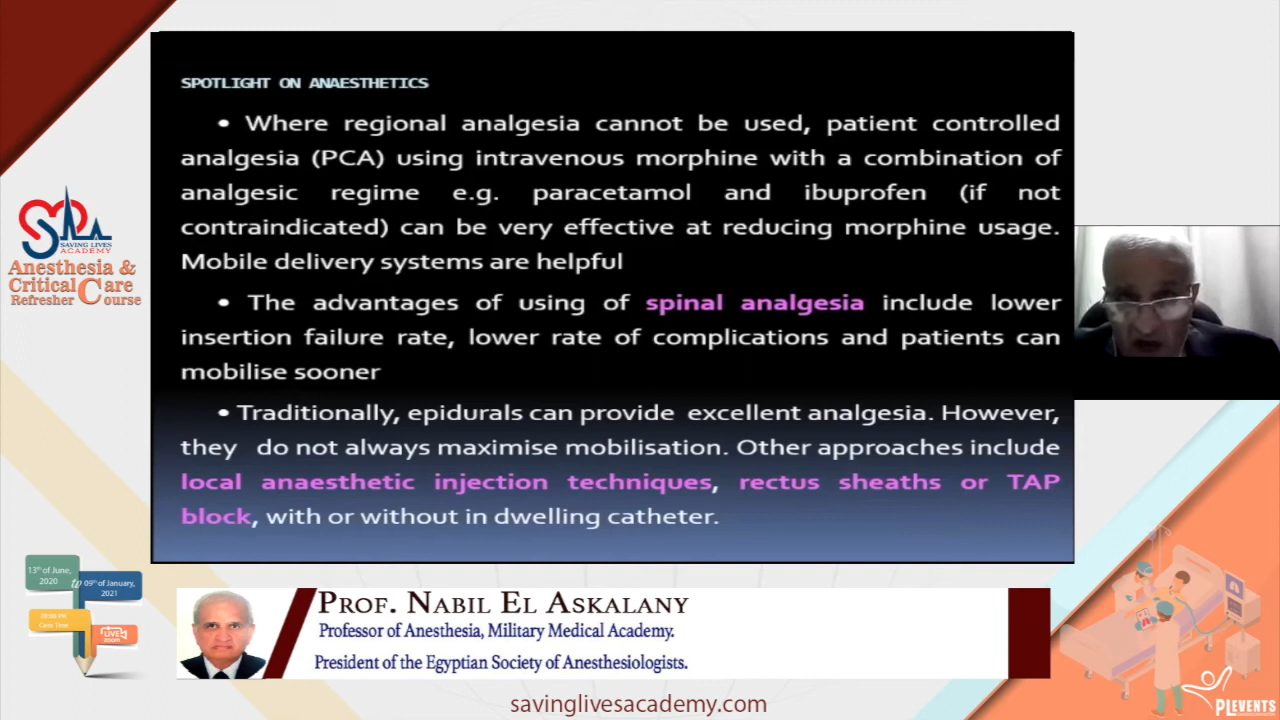 SPOTLIGHT ON ANAESTHETICS
• Where regional analgesia cannot be used, patient controlled
analgesia (PCA) using intravenous morphine with a combination of
analgesic regime e.g. paracetamol and ibuprofen (if not
contraindicated) can be very effective at reducing morphine usage.
Mobile delivery systems are helpful
• The advantages of using of spinal analgesia include lower
insertion failure rate, lower rate of complications and patients can
mobilise sooner
• Traditionally, epidurals can provide excellent analgesia. However,
they do not always maximise mobilisation. Other approaches include
local anaesthetic injection techniques, rectus sheaths or TAP
block, with or without in dwelling catheter.
SAVING LIVES
ACADEMY
Anesthesia &
Critical Care
Refresher Course
13th of June,
2020
to
09th of January,
2021
LIVE
zoom
PROF. NABIL EL ASKALANY
Professor of Anesthesia, Military Medical Academy.
President of the Egyptian Society of Anesthesiologists.
savinglivesacademy.com
PLEVENTS